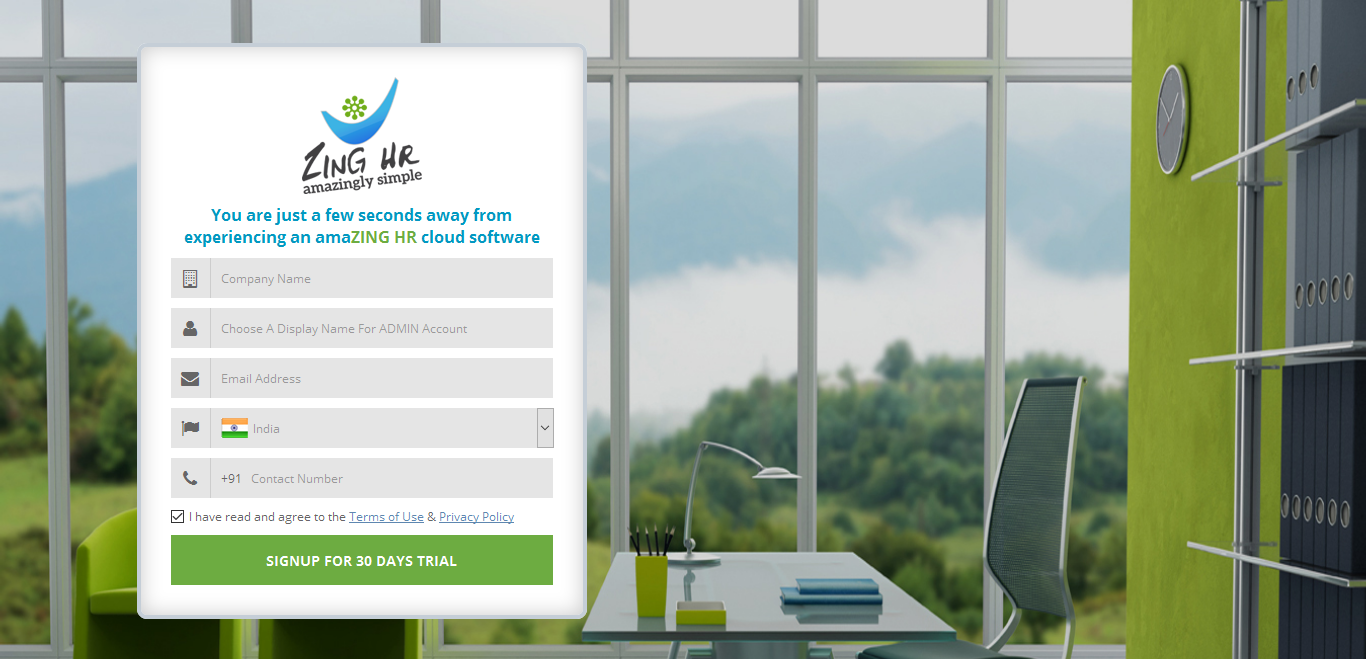 ZING HR
amazingly simple
You are just a few seconds away from
experiencing an amaZING HR cloud software
Company Name
Choose A Display Name For ADMIN Account
Email Address
India
+91 Contact Number
I have read and agree to the Terms of Use & Privacy Policy
SIGNUP FOR 30 DAYS TRIAL